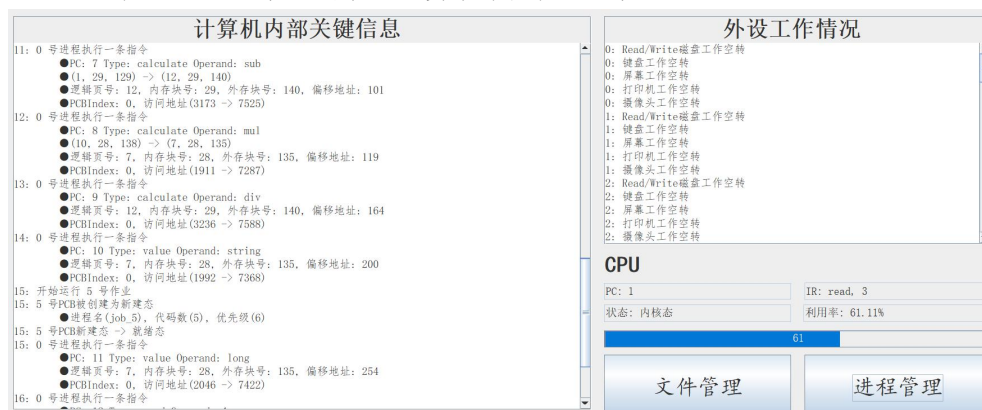 计算机内部关键信息
11: 0 号进程执行一条指令
●PC: 7 Type: calculate Operand: sub
●(1, 29, 129) -> (12, 29, 140)
●逻辑页号: 12, 内存块号: 29, 外存块号: 140, 偏移地址: 101
●PCBIndex: 0, 访问地址(3173 -> 7525)
12: 0 号进程执行一条指令
●PC: 8 Type: calculate Operand: mul
●(10, 28, 138) -> (7, 28, 135)
●逻辑页号: 7, 内存块号: 28, 外存块号: 135, 偏移地址: 119
●PCBIndex: 0, 访问地址(1911 -> 7287)
13: 0 号进程执行一条指令
●PC: 9 Type: calculate Operand: div
●逻辑页号: 12, 内存块号: 29, 外存块号: 140, 偏移地址: 164
●PCBIndex: 0, 访问地址(3236 -> 7588)
14: 0 号进程执行一条指令
●PC: 10 Type: value Operand: string
●逻辑页号: 7, 内存块号: 28, 外存块号: 135, 偏移地址: 200
●PCBIndex: 0, 访问地址(1992 -> 7368)
15: 开始运行 5 号作业
15: 5 号PCB被创建为新建态
●进程名(job_5), 代码数(5), 优先级(6)
15: 5 号PCB新建态 -> 就绪态
15: 0 号进程执行一条指令
●PC: 11 Type: value Operand: long
●逻辑页号: 7, 内存块号: 28, 外存块号: 135, 偏移地址: 254
●PCBIndex: 0, 访问地址(2046 -> 7422)
16: 0 号进程执行一条指令
外设工作情况
0: Read/Write磁盘工作空转
0: 键盘工作空转
0: 屏幕工作空转
0: 打印机工作空转
0: 摄像头工作空转
1: Read/Write磁盘工作空转
1: 键盘工作空转
1: 屏幕工作空转
1: 打印机工作空转
1: 摄像头工作空转
2: Read/Write磁盘工作空转
2: 键盘工作空转
2: 屏幕工作空转
2: 打印机工作空转
2: 摄像头工作空转
CPU
PC: 1
IR: read, 3
状态: 内核态
利用率: 61.11%
61
文件管理
进程管理